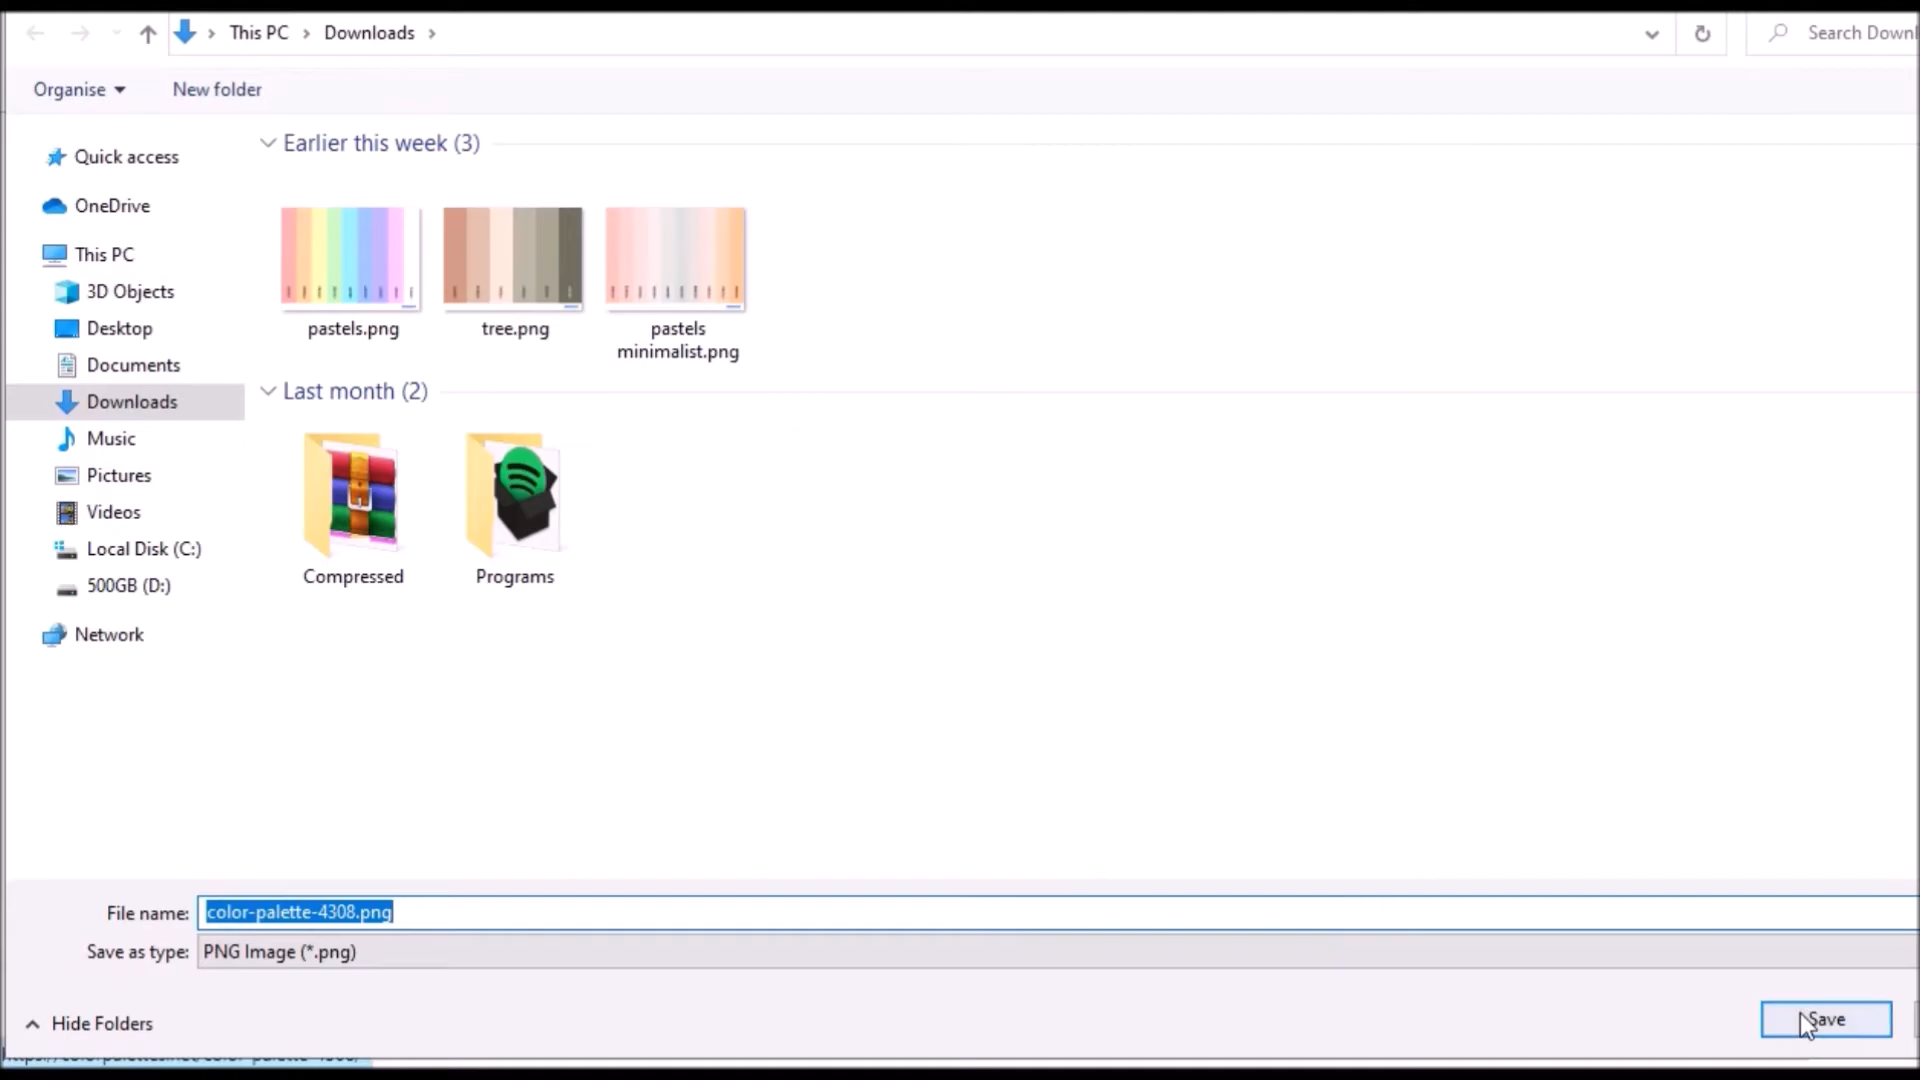 This PC
Downloads
Search Downl
Organise
New folder
Earlier this week (3)
Quick access
OneDrive
This PC
3D Objects
Desktop
Documents
Downloads
Music
Pictures
Videos
Local Disk (C:)
500GB (D:)
Network
pastels.png
tree.png
pastels
minimalist.png
Last month (2)
Compressed
Programs
File name: color-palette-4308.png
Save as type: PNG Image (*.png)
Hide Folders
Save